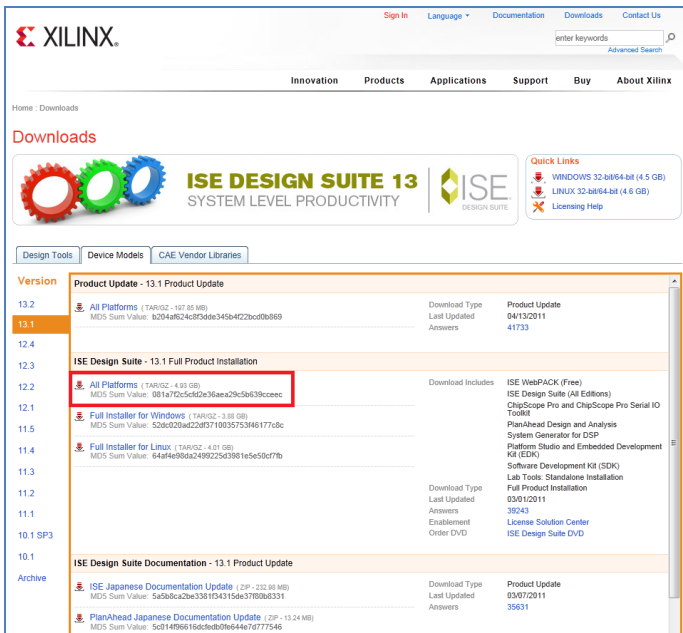 Sign In Language Documentation Downloads Contact Us
XILINX®
enter keywords
Advanced Search
Innovation Products Applications Support Buy About Xilinx
Home : Downloads
Downloads
ISE DESIGN SUITE 13
SYSTEM LEVEL PRODUCTIVITY
ISE
DESIGN SUITE
Quick Links
WINDOWS 32-bit/64-bit (4.5 GB)
LINUX 32-bit/64-bit (4.6 GB)
Licensing Help
Design Tools Device Models CAE Vendor Libraries
Version
13.2
13.1
12.4
12.3
12.2
12.1
11.5
11.4
11.3
11.2
11.1
10.1 SP3
10.1
Archive
Product Update - 13.1 Product Update
All Platforms (TAR/GZ - 197.85 MB)
MD5 Sum Value: b204af624c8f3dde345b4f22bcd0b869
Download Type Product Update
Last Updated 04/13/2011
Answers 41733
ISE Design Suite - 13.1 Full Product Installation
All Platforms (TAR/GZ - 4.93 GB)
MD5 Sum Value: 081a7f2c5cfd2e36aea29c5b639cceec
Full Installer for Windows (TAR/GZ - 3.88 GB)
MD5 Sum Value: 52dc020ad22df3710035753f46177c8c
Full Installer for Linux (TAR/GZ - 4.01 GB)
MD5 Sum Value: 64af4e98da2499225d3981e5e50cf7fb
Download Includes ISE WebPACK (Free)
ISE Design Suite (All Editions)
ChipScope Pro and ChipScope Pro Serial IO
Toolkit
PlanAhead Design and Analysis
System Generator for DSP
Platform Studio and Embedded Development
Kit (EDK)
Software Development Kit (SDK)
Lab Tools: Standalone Installation
Download Type Full Product Installation
Last Updated 03/01/2011
Answers 39243
Enablement License Solution Center
Order DVD ISE Design Suite DVD
ISE Design Suite Documentation - 13.1 Product Update
ISE Japanese Documentation Update (ZIP - 232.98 MB)
MD5 Sum Value: 5a5b8ca2be3381f34315de37f80b8331
PlanAhead Japanese Documentation Update (ZIP - 13.24 MB)
MD5 Sum Value: 5c014f96616dcfedb0fe644e7d777546
Download Type Product Update
Last Updated 03/07/2011
Answers 35631